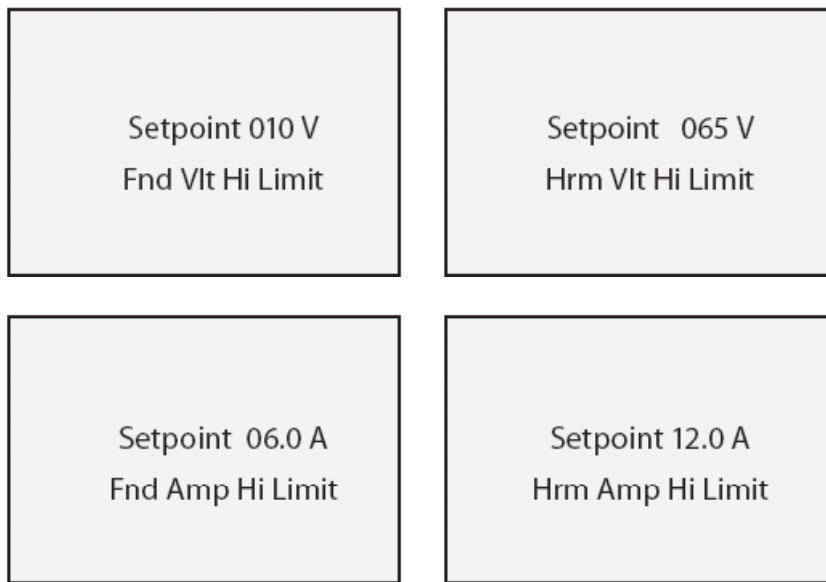 Setpoint 010 V
Fnd Vlt Hi Limit
Setpoint 065 V
Hrm Vlt Hi Limit
Setpoint 06.0 A
Fnd Amp Hi Limit
Setpoint 12.0 A
Hrm Amp Hi Limit